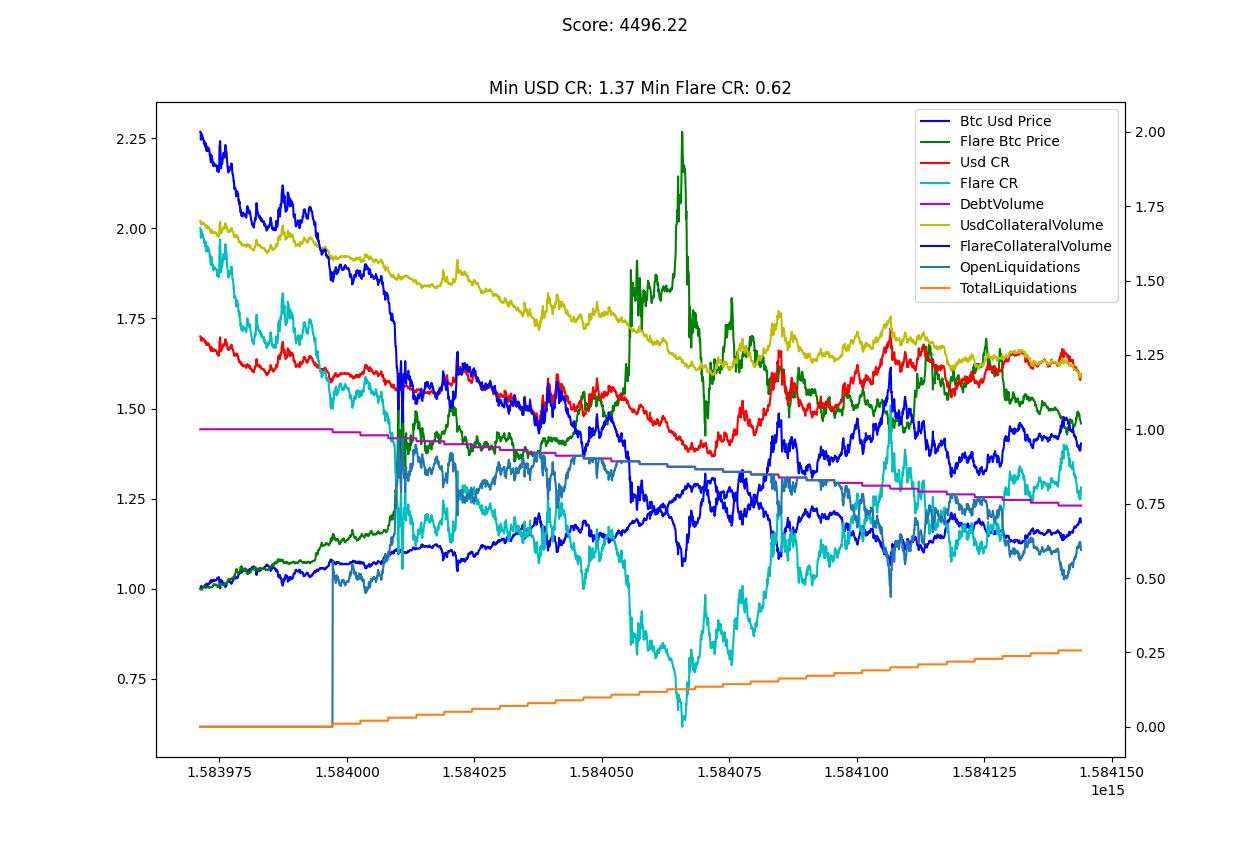 Score: 4496.22
Min USD CR: 1.37 Min Flare CR: 0.62
Btc Usd Price
Flare Btc Price
Usd CR
Flare CR
DebtVolume
UsdCollateralVolume
FlareCollateralVolume
OpenLiquidations
TotalLiquidations
2.25
2.00
1.75
1.50
1.25
1.00
0.75
2.00
1.75
1.50
1.25
1.00
0.75
0.50
0.25
0.00
1.583975
1.584000
1.584025
1.584050
1.584075
1.584100
1.584125
1.584150
1e15